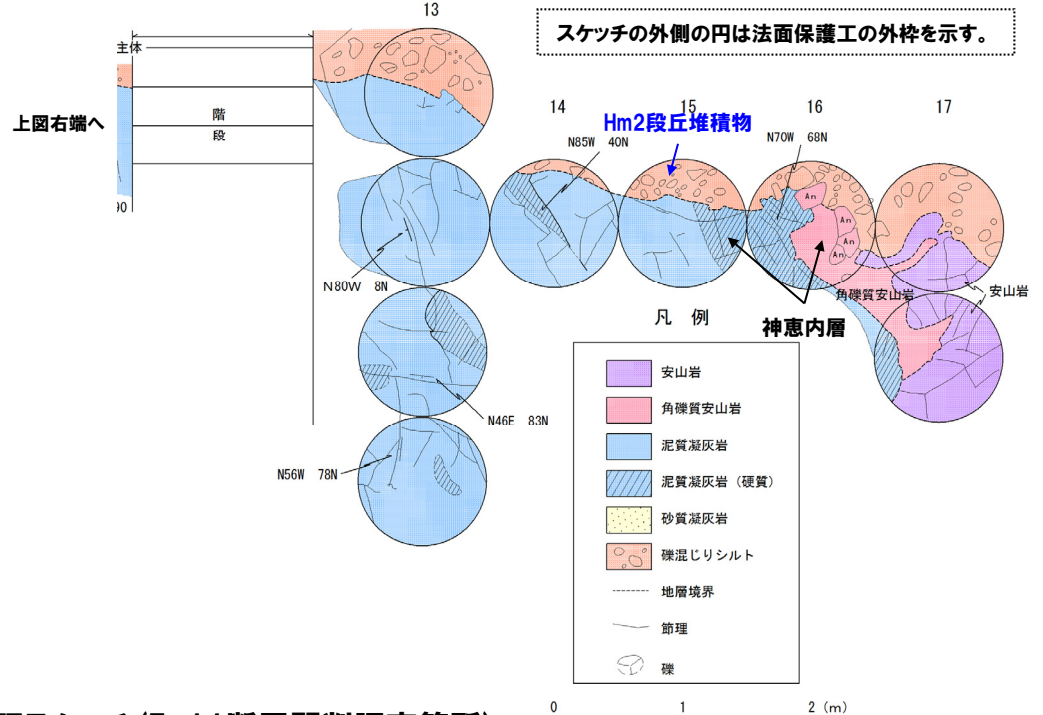 13
スケッチの外側の円は法面保護工の外枠を示す。
主体
上図右端へ
階
段
14
15
16
17
Hm2段丘堆積物
N85W 40N
N70W 68N
An
An
An
An
N80W 8N
角礫質安山岩
安山岩
神恵内層
N46E 83N
N56W 78N
凡 例
安山岩
角礫質安山岩
泥質凝灰岩
泥質凝灰岩（硬質）
砂質凝灰岩
礫混じりシルト
地層境界
節理
礫
0 1 2 (m)